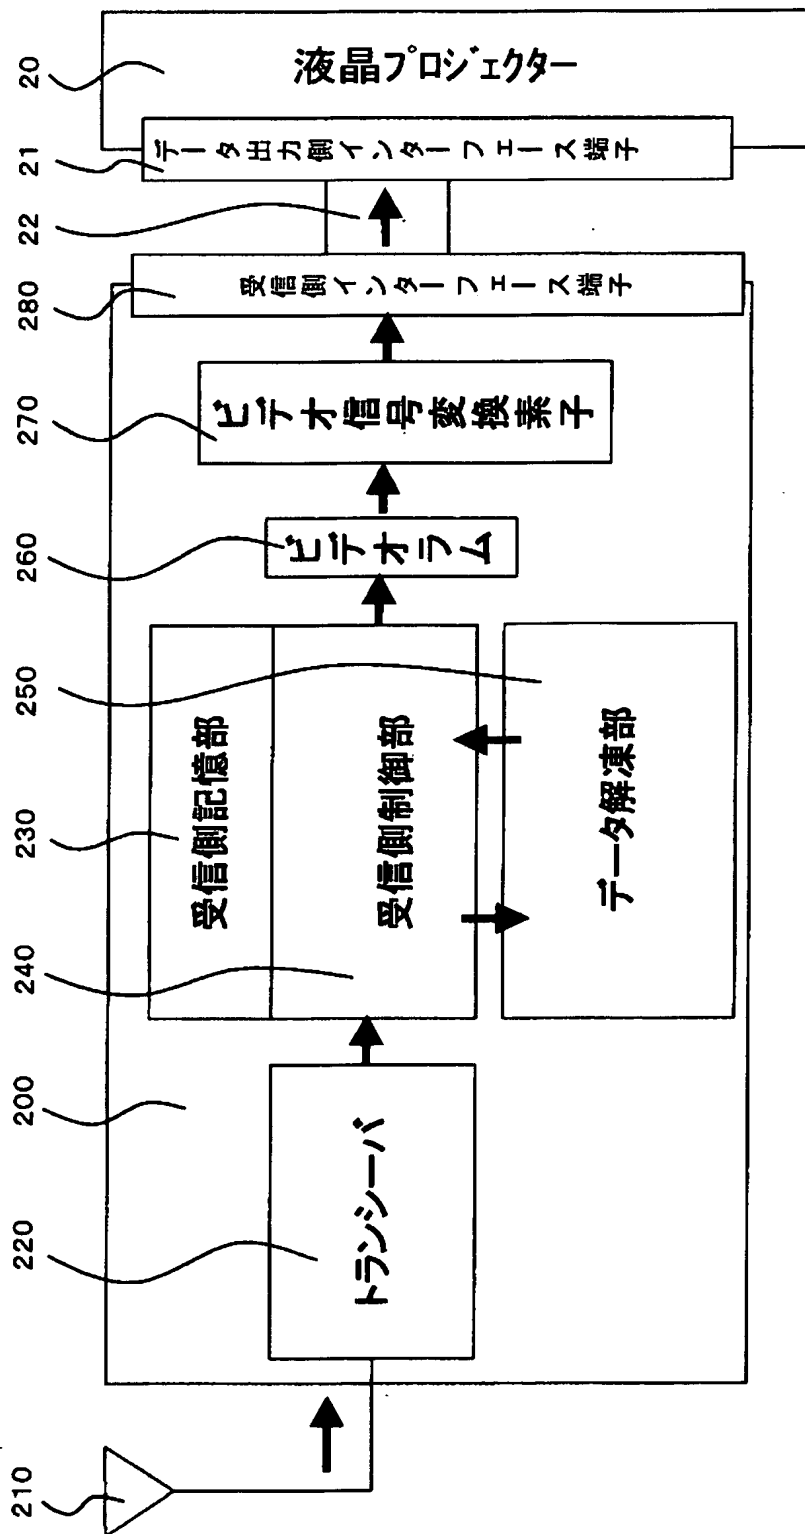 20
液晶プロジェクター
21
データ出力側インターフェース端子
22
280
受信側インターフェース端子
270
ビデオ信号変換素子
260
ビデオラム
250
230
受信側記憶部
受信側制御部
データ解凍部
240
200
220
トランシーバ
210